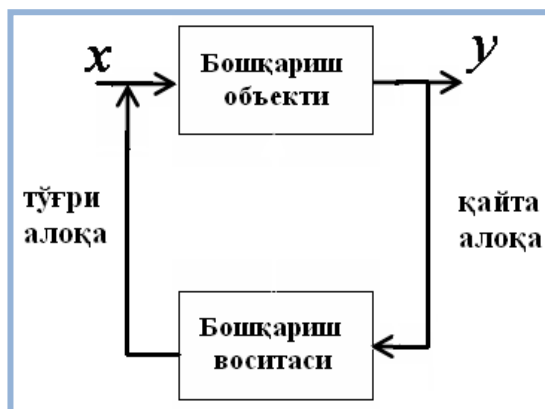 x
Бошқариш
объекти
y
тўғри
алоқа
қайта
алоқа
Бошқариш
воситаси